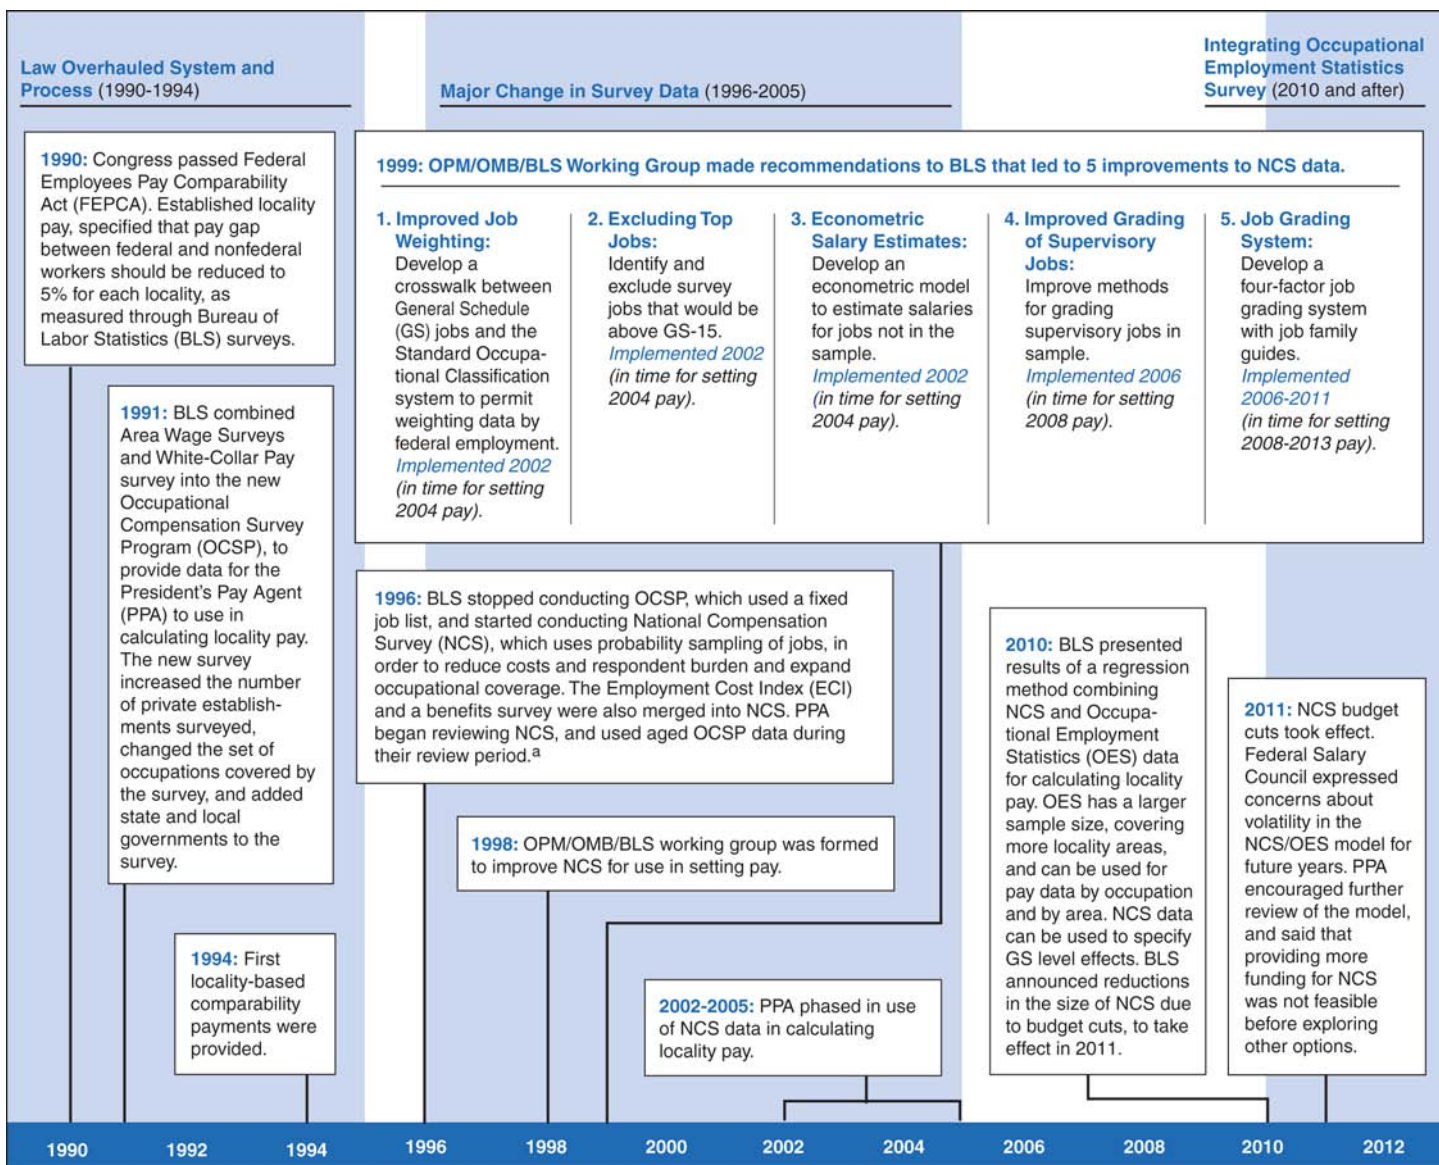 Law Overhauled System and
Process (1990-1994)
Major Change in Survey Data (1996-2005)
Integrating Occupational
Employment Statistics
Survey (2010 and after)
1990: Congress passed Federal
Employees Pay Comparability
Act (FEPCA). Established locality
pay, specified that pay gap
between federal and nonfederal
workers should be reduced to
5% for each locality, as
measured through Bureau of
Labor Statistics (BLS) surveys.
1991: BLS combined
Area Wage Surveys
and White-Collar Pay
survey into the new
Occupational
Compensation Survey
Program (OCSP), to
provide data for the
President's Pay Agent
(PPA) to use in
calculating locality pay.
The new survey
increased the number
of private establish-
ments surveyed,
changed the set of
occupations covered by
the survey, and added
state and local
governments to the
survey.
1994: First
locality-based
comparability
payments were
provided.
1999: OPM/OMB/BLS Working Group made recommendations to BLS that led to 5 improvements to NCS data.
1. Improved Job
Weighting:
Develop a
crosswalk between
General Schedule
(GS) jobs and the
Standard Occupa-
tional Classification
system to permit
weighting data by
federal employment.
Implemented 2002
(in time for setting
2004 pay).
2. Excluding Top
Jobs:
Identify and
exclude survey
jobs that would be
above GS-15.
Implemented 2002
(in time for setting
2004 pay).
3. Econometric
Salary Estimates:
Develop an
econometric model
to estimate salaries
for jobs not in the
sample.
Implemented 2002
(in time for setting
2004 pay).
4. Improved Grading
of Supervisory
Jobs:
Improve methods
for grading
supervisory jobs in
sample.
Implemented 2006
(in time for setting
2008 pay).
5. Job Grading
System:
Develop a
four-factor job
grading system
with job family
guides.
Implemented
2006-2011
(in time for setting
2008-2013 pay).
1996: BLS stopped conducting OCSP, which used a fixed
job list, and started conducting National Compensation
Survey (NCS), which uses probability sampling of jobs, in
order to reduce costs and respondent burden and expand
occupational coverage. The Employment Cost Index (ECI)
and a benefits survey were also merged into NCS. PPA
began reviewing NCS, and used aged OCSP data during
their review period.a
1998: OPM/OMB/BLS working group was formed
to improve NCS for use in setting pay.
2002-2005: PPA phased in use
of NCS data in calculating
locality pay.
2010: BLS presented
results of a regression
method combining
NCS and Occupa-
tional Employment
Statistics (OES) data
for calculating locality
pay. OES has a larger
sample size, covering
more locality areas,
and can be used for
pay data by occupation
and by area. NCS data
can be used to specify
GS level effects. BLS
announced reductions
in the size of NCS due
to budget cuts, to take
effect in 2011.
2011: NCS budget
cuts took effect.
Federal Salary
Council expressed
concerns about
volatility in the
NCS/OES model for
future years. PPA
encouraged further
review of the model,
and said that
providing more
funding for NCS
was not feasible
before exploring
other options.
1990 1992 1994 1996 1998 2000 2002 2004 2006 2008 2010 2012